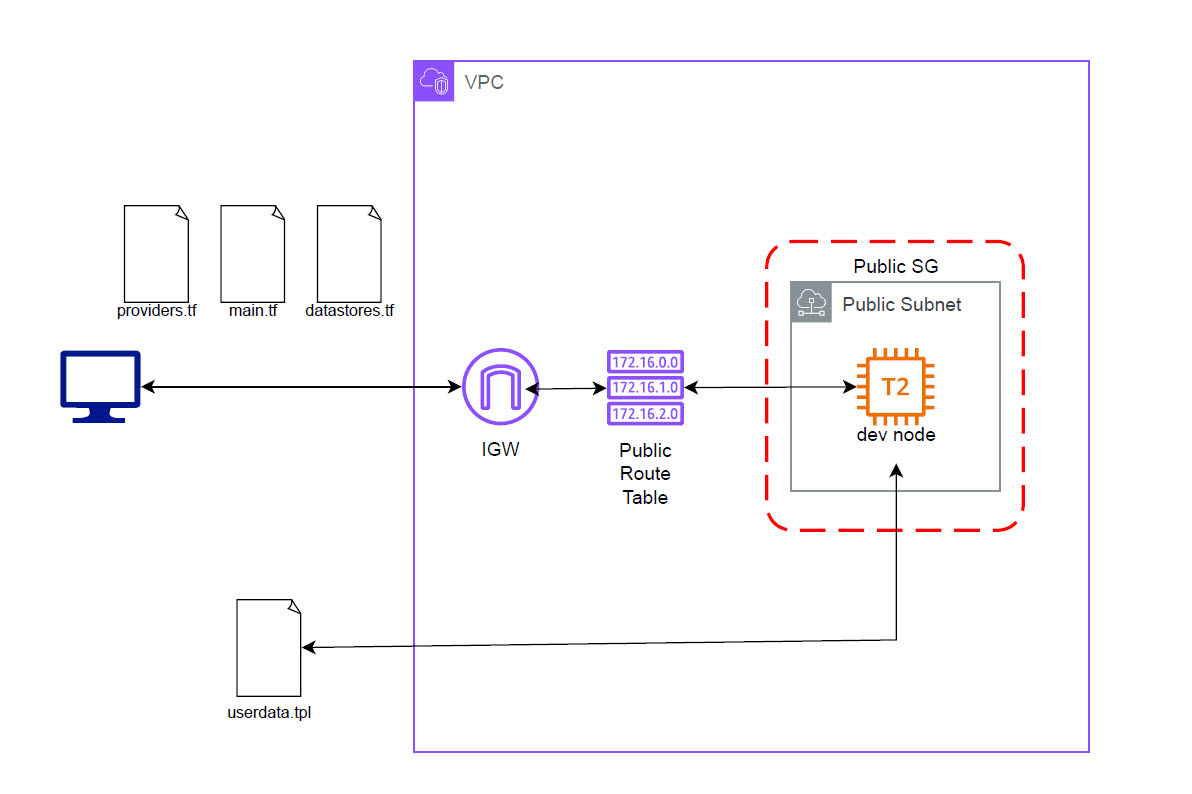 VPC
providers.tf
main.tf
datastores.tf
Public SG
Public Subnet
172.16.0.0
172.16.1.0
172.16.2.0
T2
dev node
IGW
Public
Route
Table
userdata.tpl